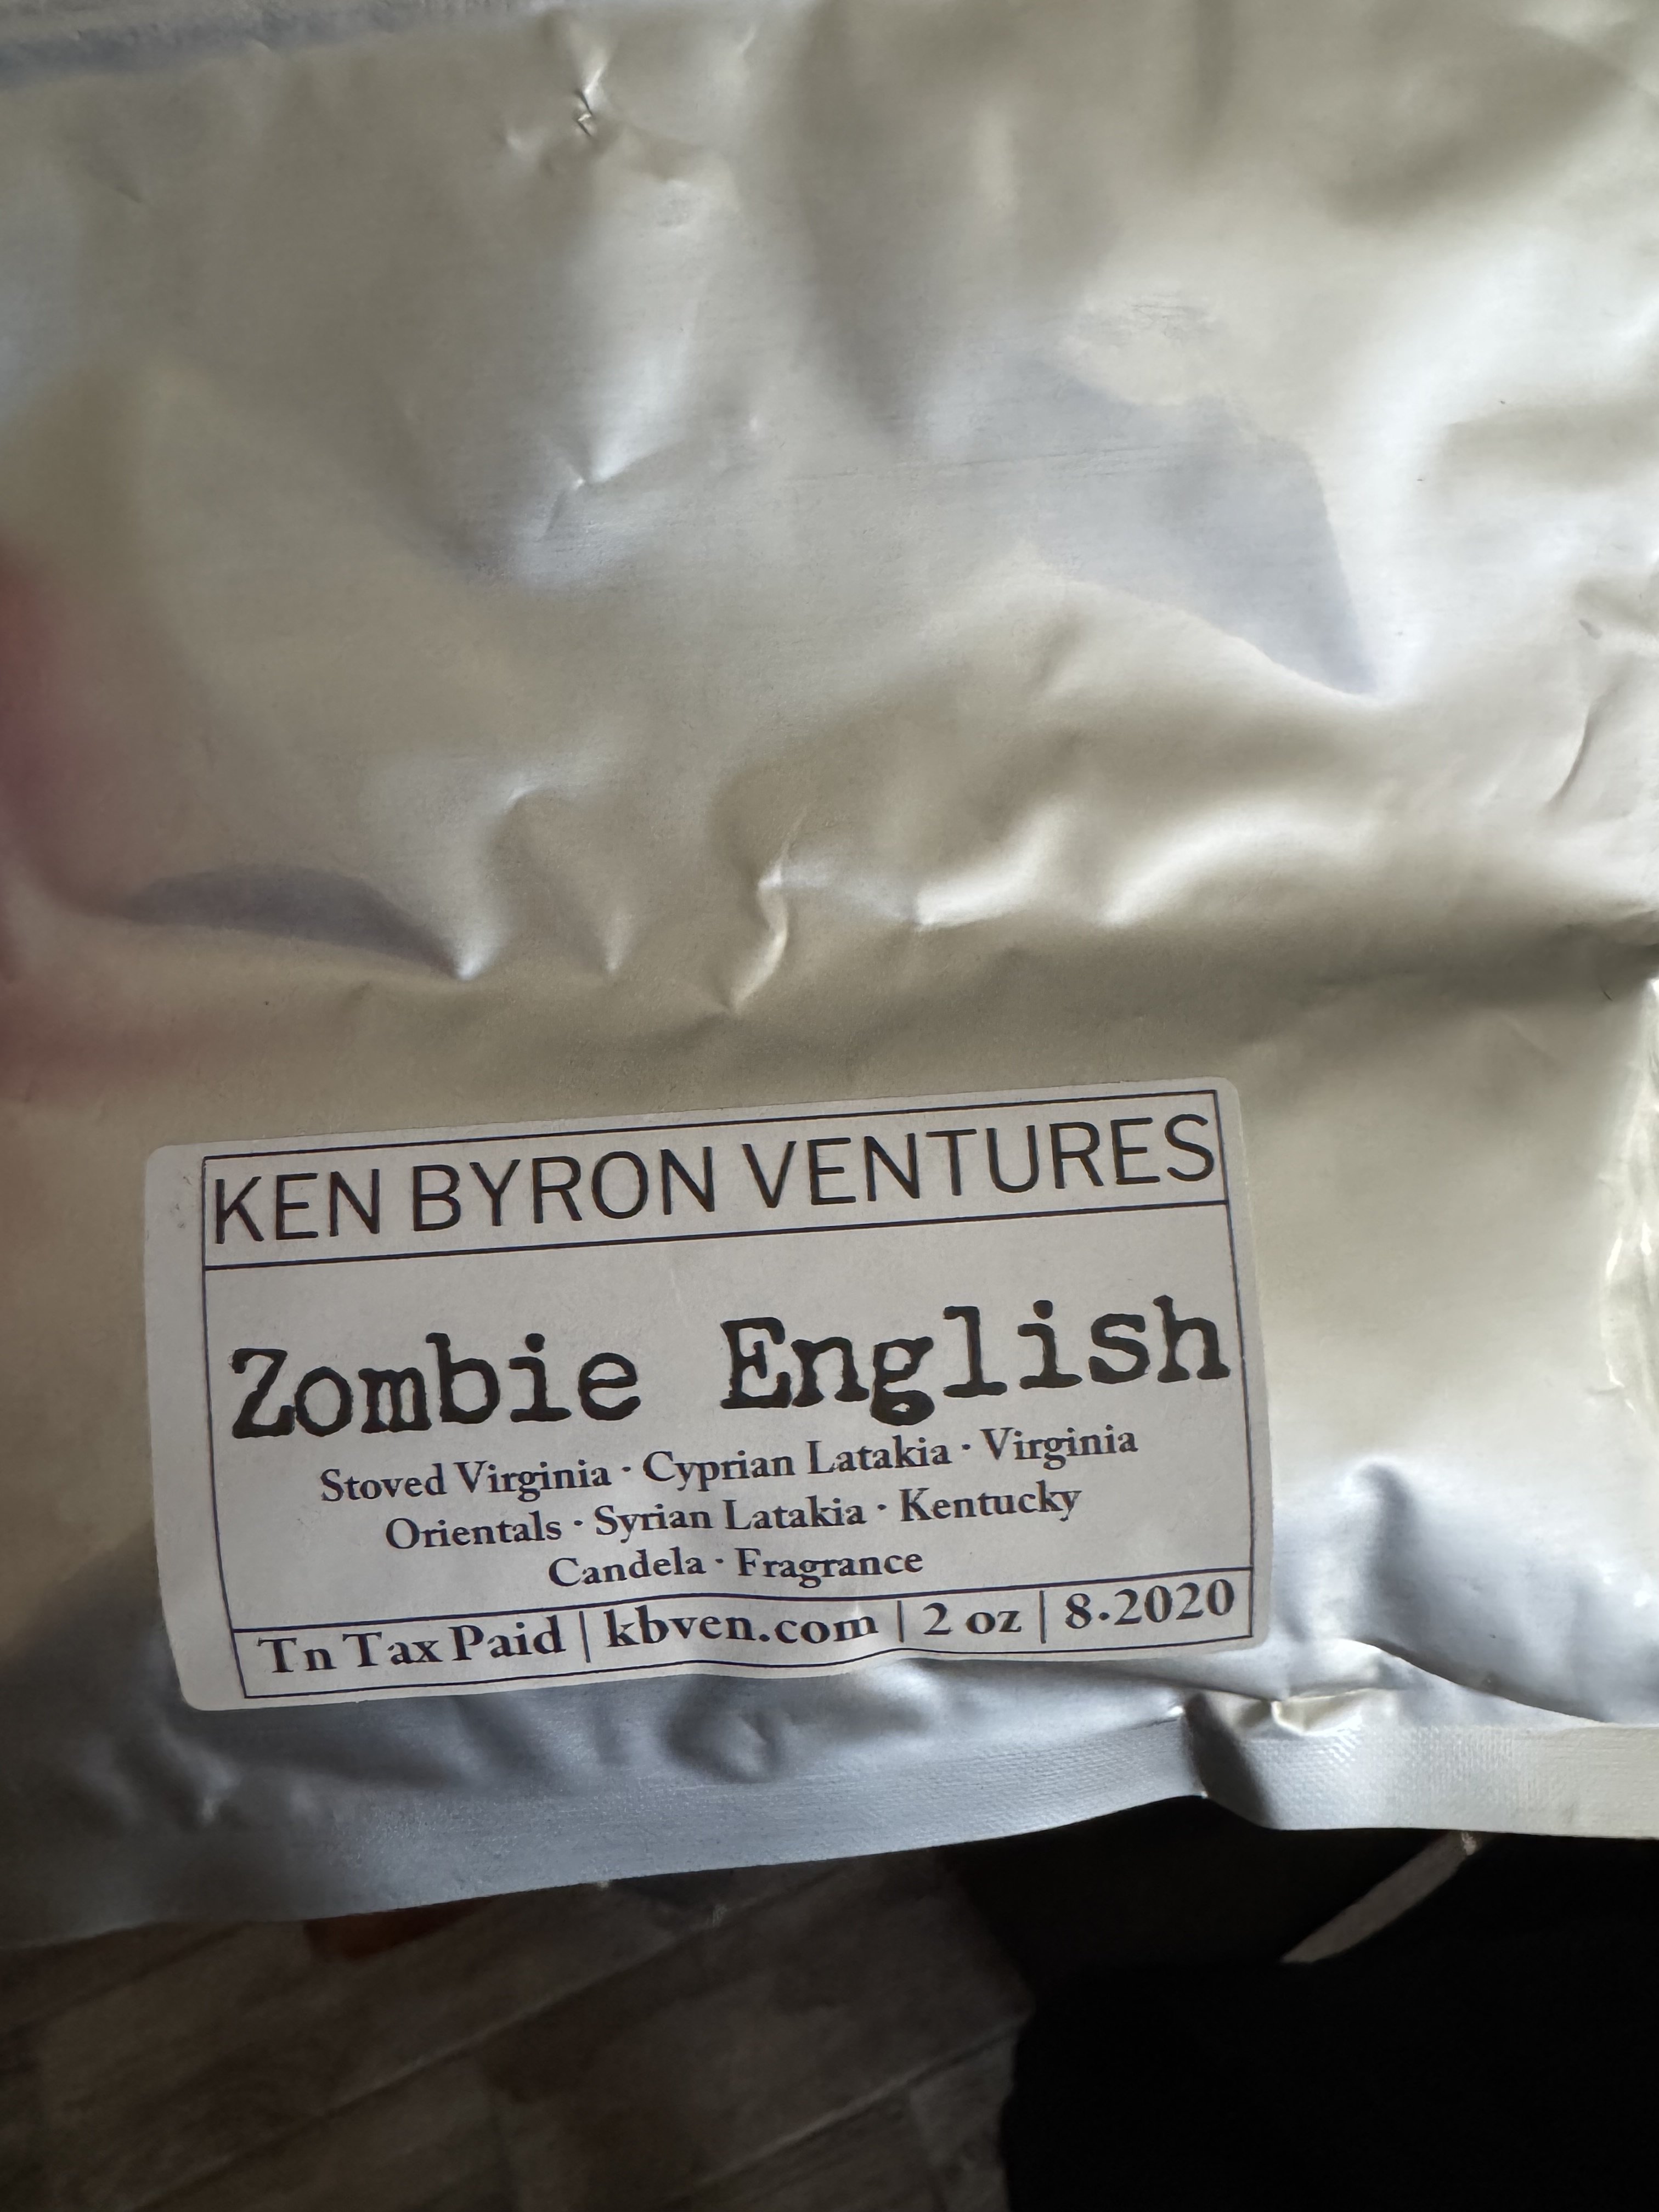 KEN BYRON VENTURES
Zombie English
Stoved Virginia · Cyprian Latakia · Virginia
Orientals · Syrian Latakia · Kentucky
Candela · Fragrance
Tn Tax Paid | kbven.com | 2 oz | 8.2020